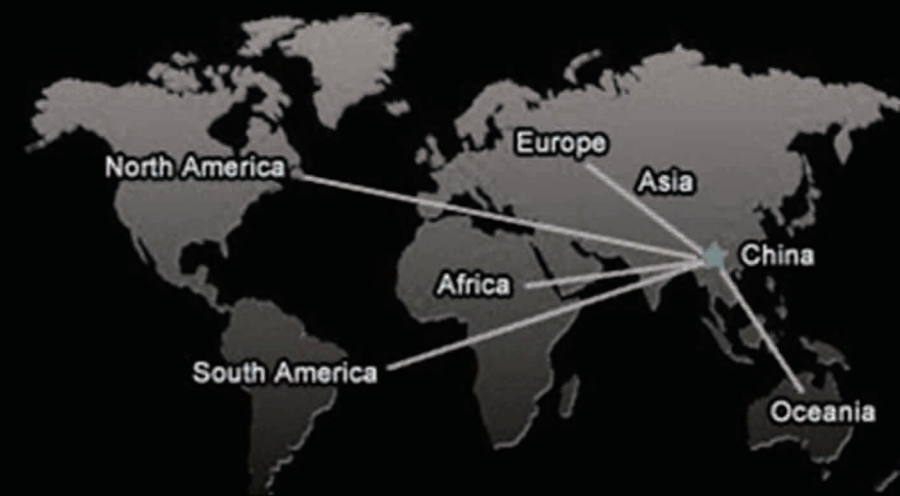 Europe
North America
Asia
China
Africa
South America
Oceania